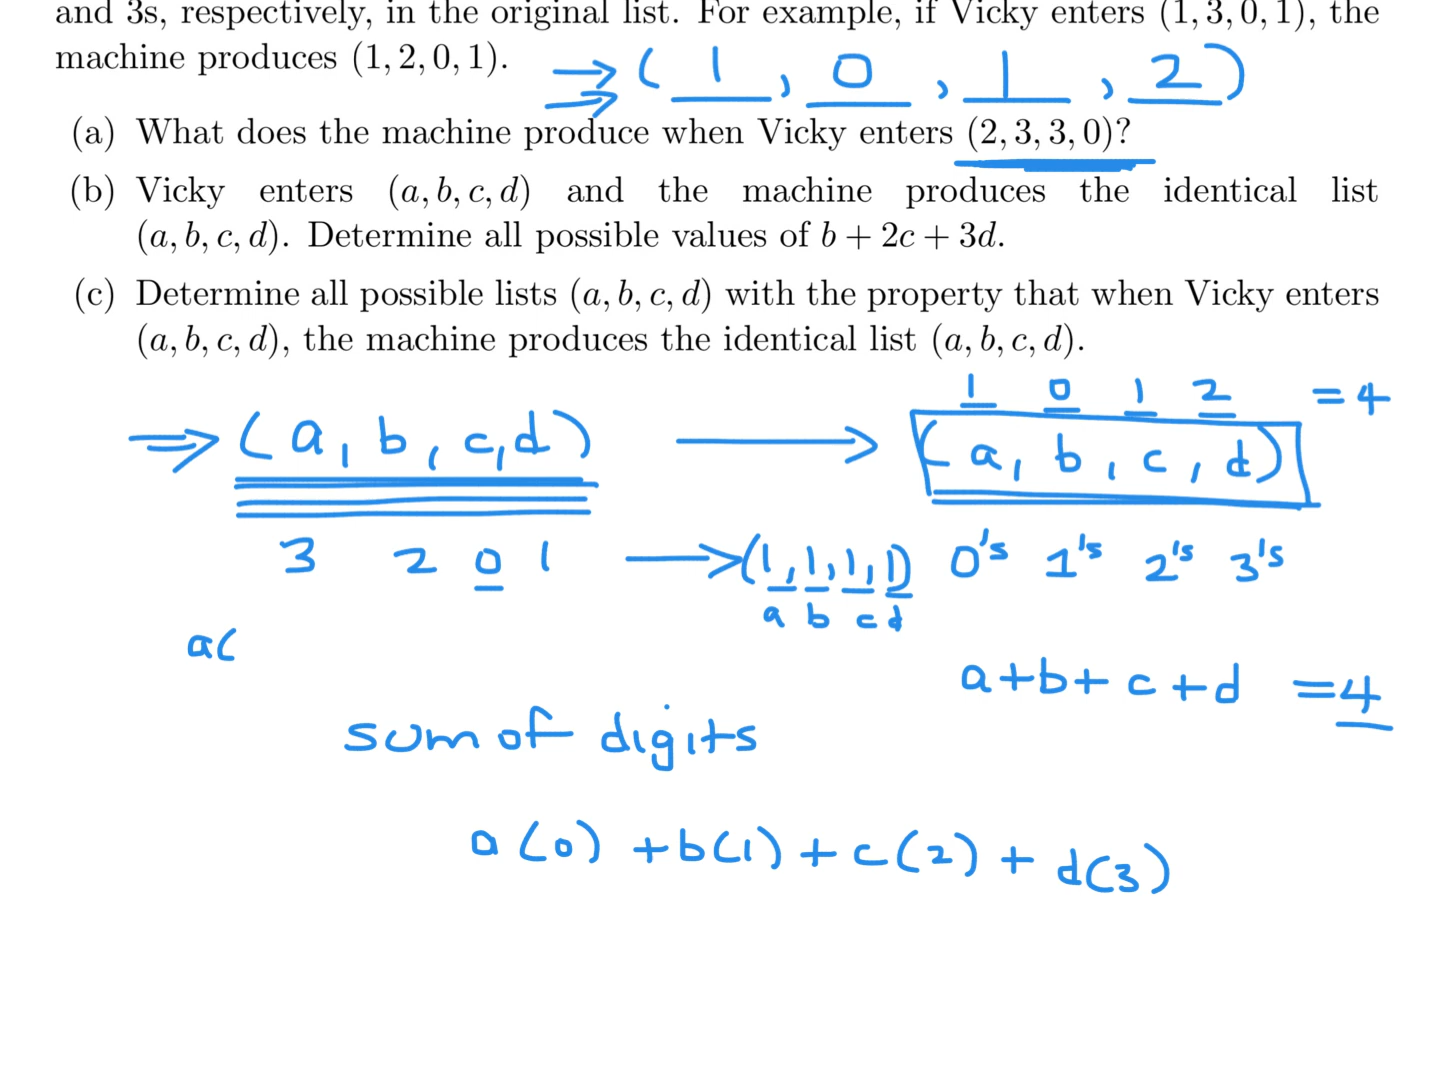 and 3s, respectively, in the original list. For example, if Vicky enters (1, 3, 0, 1), the
machine produces (1, 2, 0, 1).
⇒ ( 1 , 0 , 1 , 2 )
(a) What does the machine produce when Vicky enters (2, 3, 3, 0)?
(b) Vicky enters (a, b, c, d) and the machine produces the identical list
(a, b, c, d). Determine all possible values of b + 2c + 3d.
(c) Determine all possible lists (a, b, c, d) with the property that when Vicky enters
(a, b, c, d), the machine produces the identical list (a, b, c, d).
1 0 1 2 = 4
⇒ (a, b, c, d) → (a, b, c, d)
3 2 0 1 → (1, 1, 1, 1) 0's 1's 2's 3's
a b c d
a(
a+b+c+d = 4
sum of digits
a(0) + b(1) + c(2) + d(3)